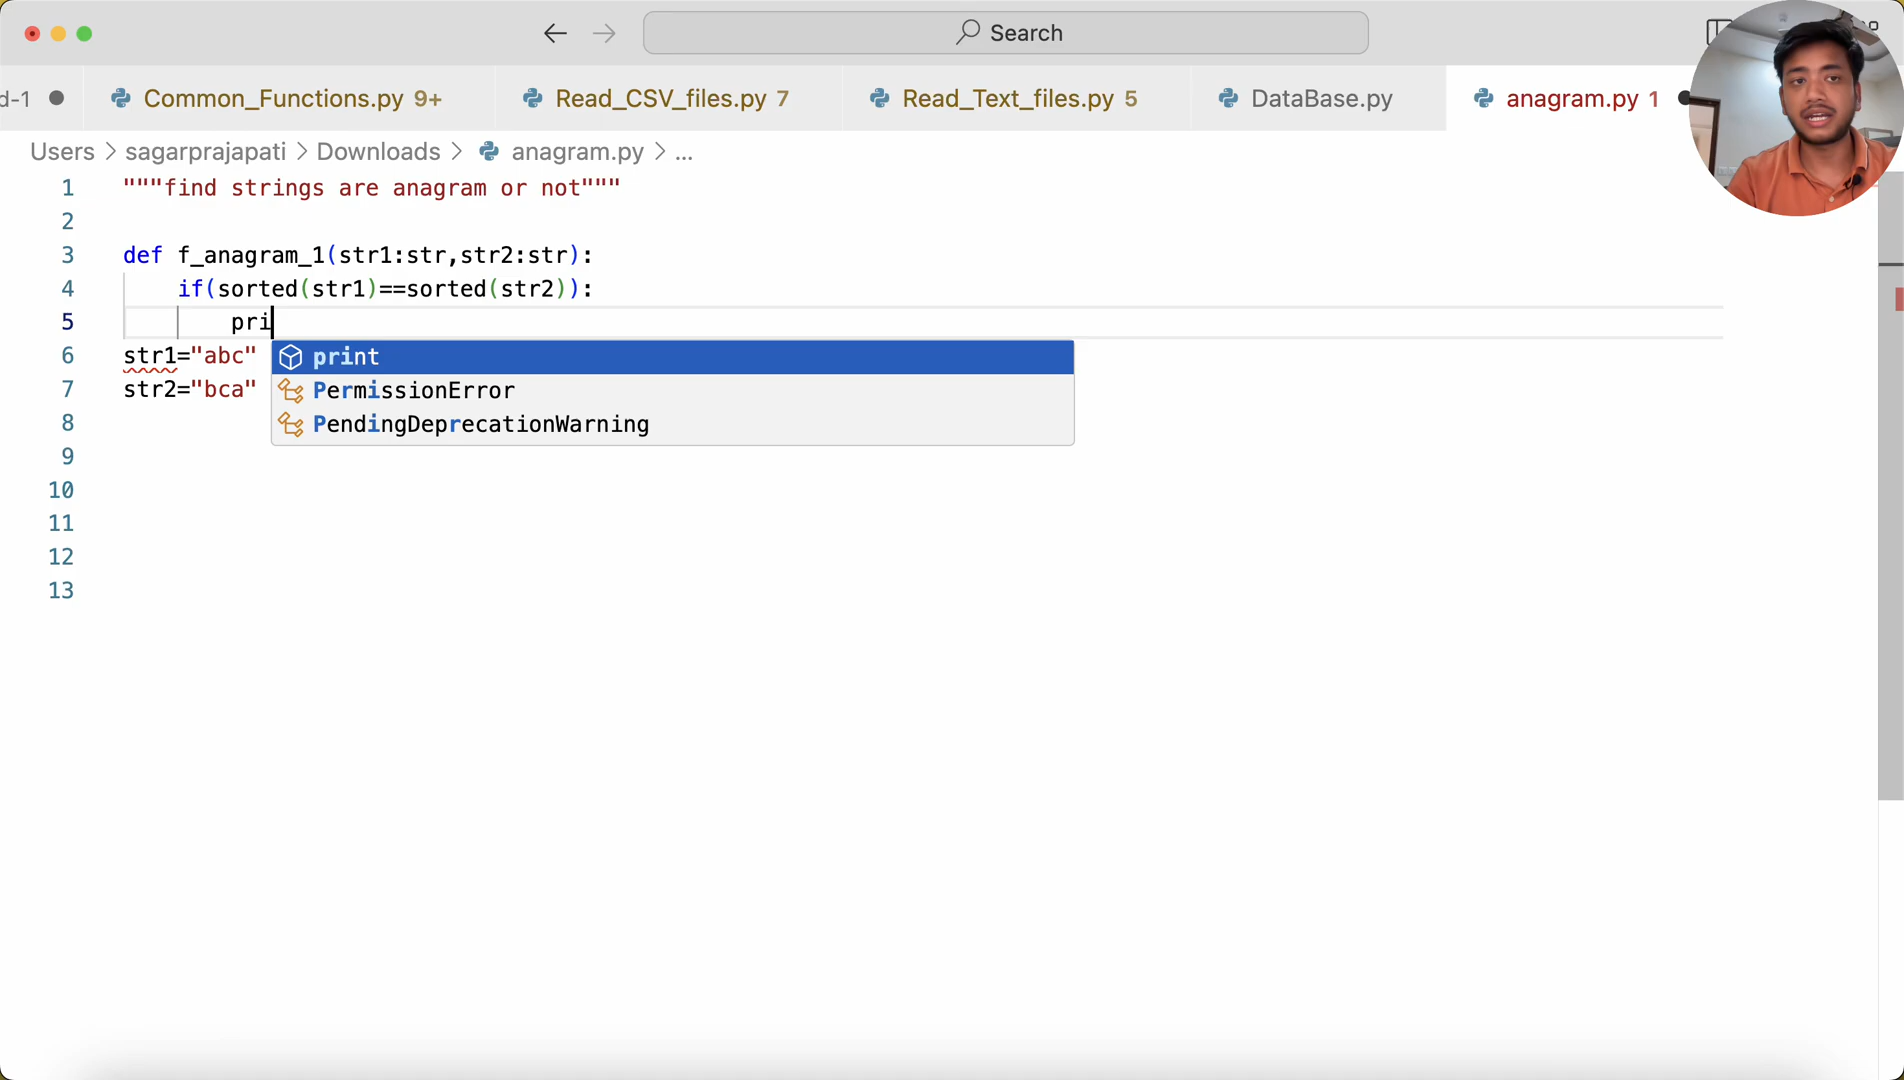 Search
d-1
Common_Functions.py 9+
Read_CSV_files.py 7
Read_Text_files.py 5
DataBase.py
anagram.py 1
Users > sagarprajapati > Downloads > anagram.py > ...
1 """find strings are anagram or not"""
2
3 def f_anagram_1(str1:str,str2:str):
4 if(sorted(str1)==sorted(str2)):
5 pri
6 str1="abc"
print
PermissionError
7 str2="bca"
PendingDeprecationWarning
8
9
10
11
12
13